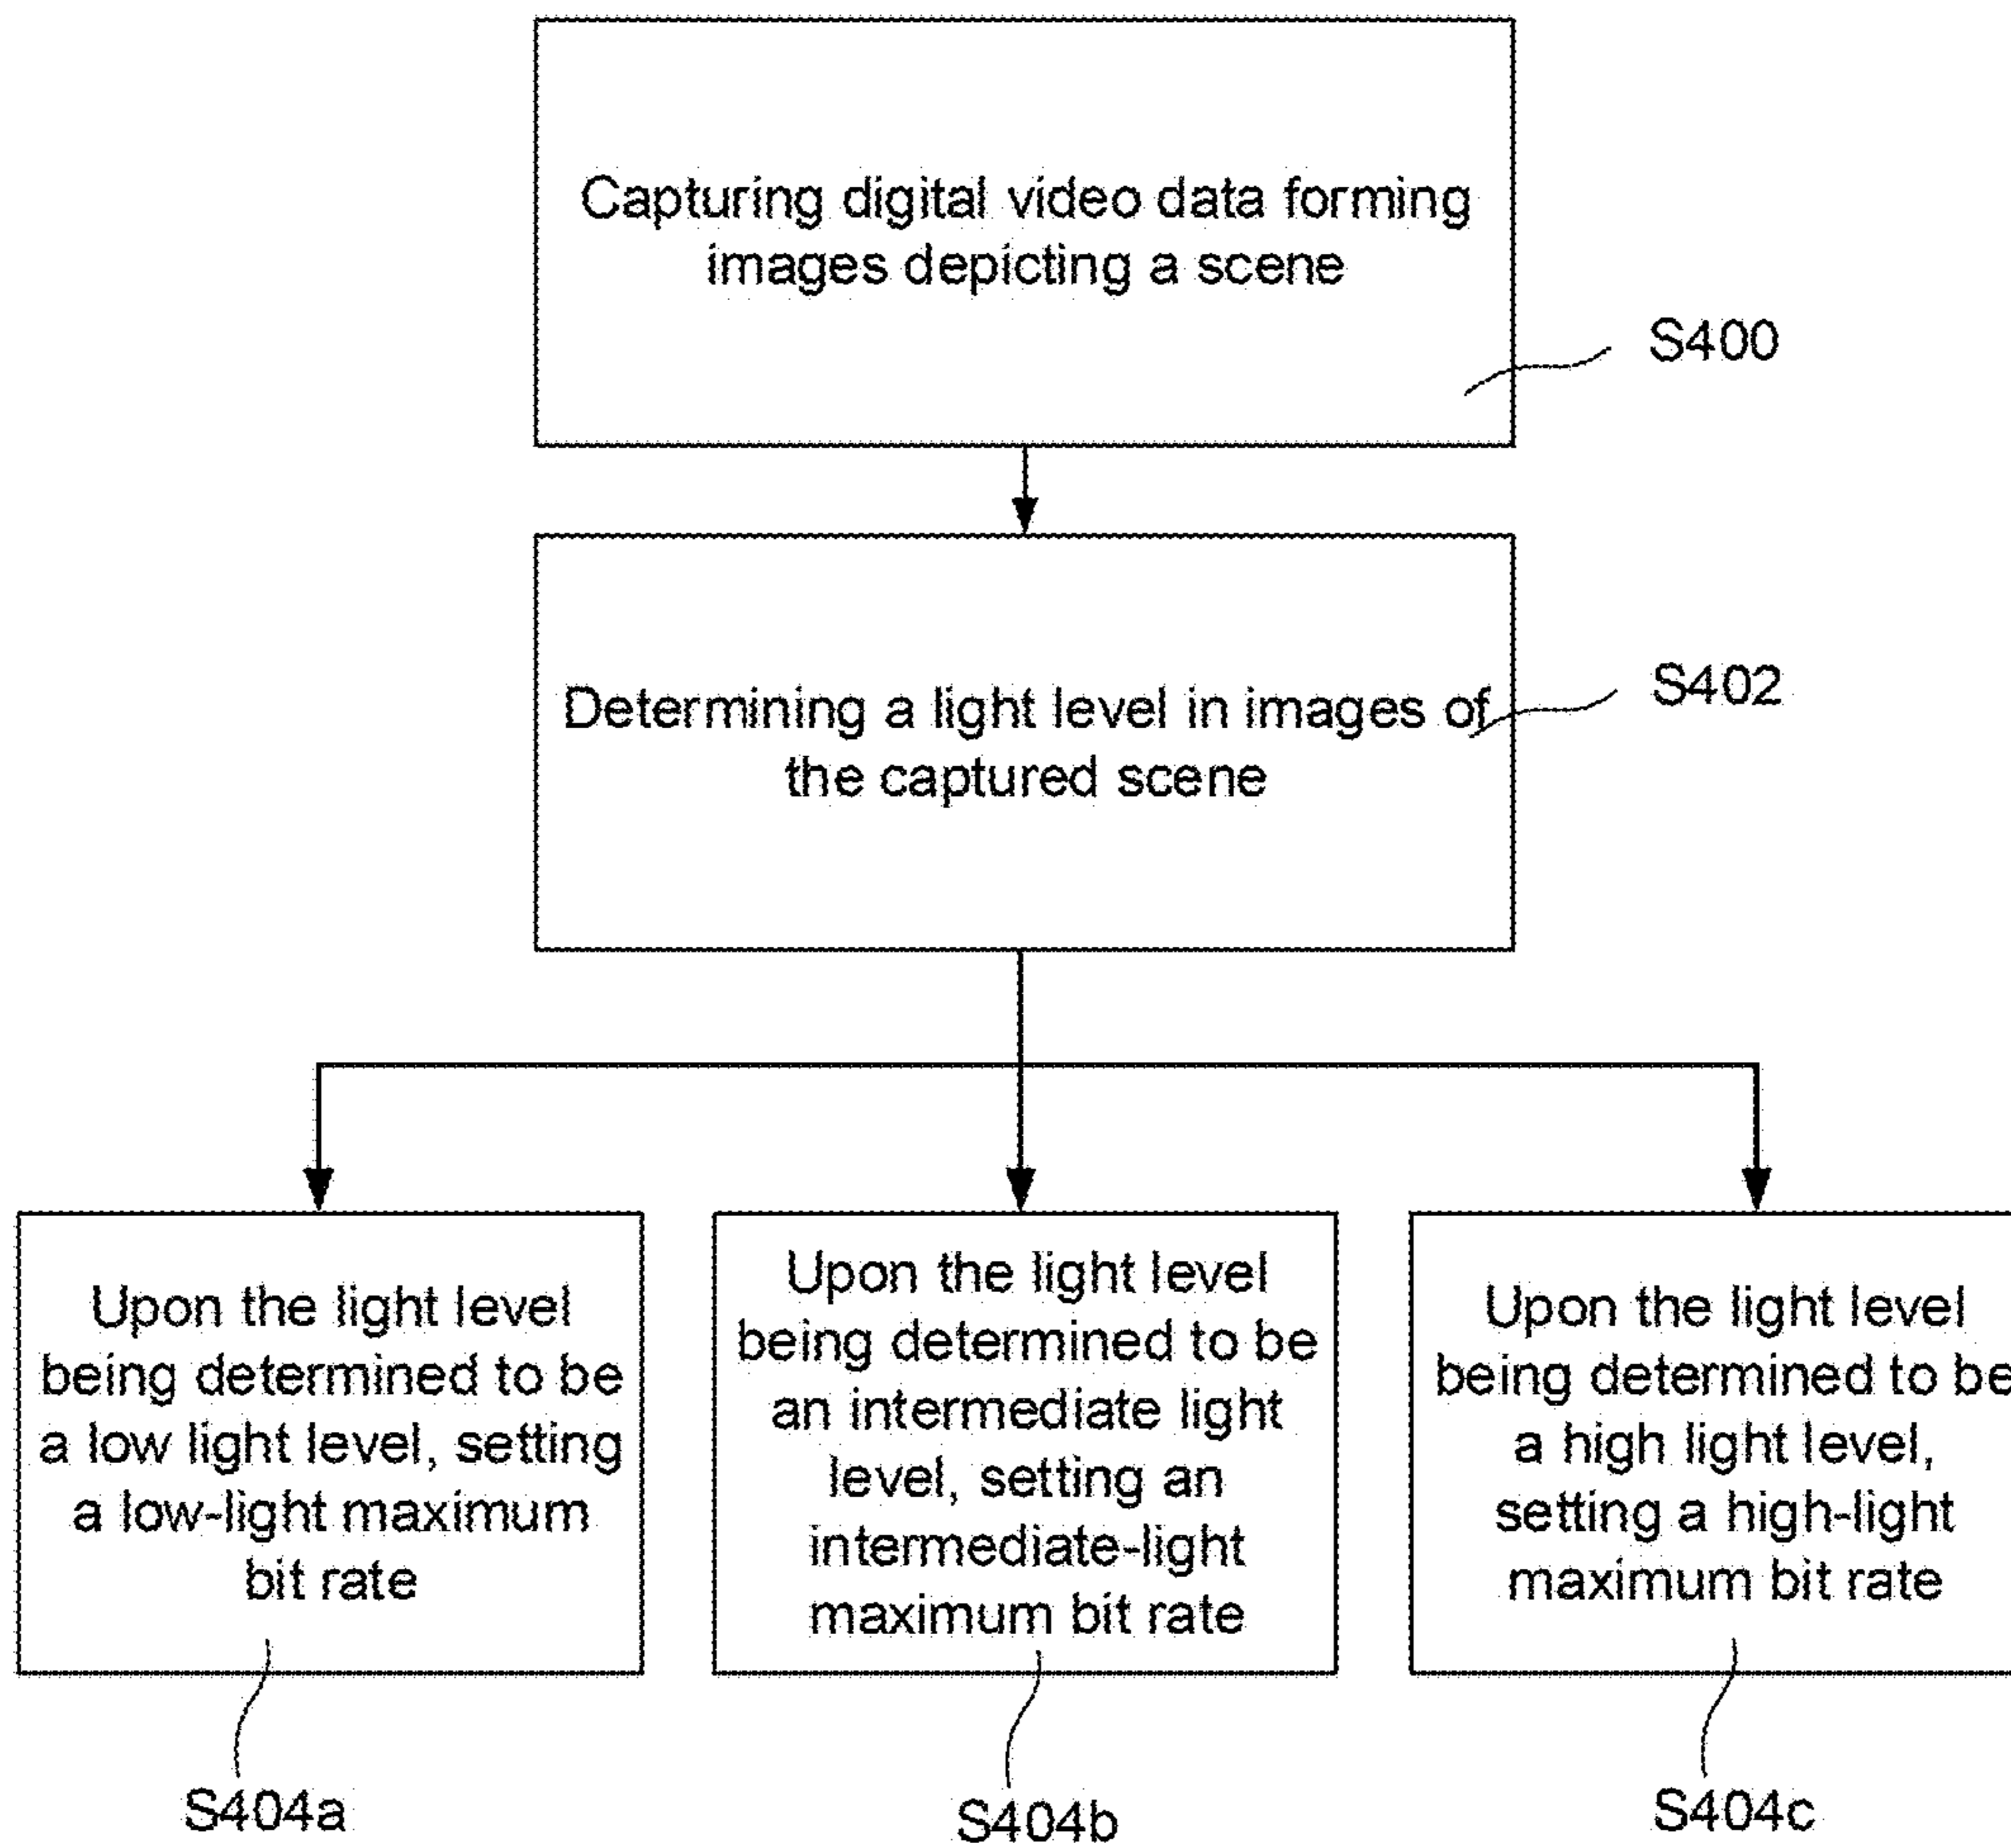 Capturing digital video data forming
images depicting a scene
S400
Determining a light level in images of
the captured scene
S402
Upon the light level
being determined to be
a low light level, setting
a low-light maximum
bit rate
S404a
Upon the light level
being determined to be
an intermediate light
level, setting an
intermediate-light
maximum bit rate
S404b
Upon the light level
being determined to be
a high light level,
setting a high-light
maximum bit rate
S404c